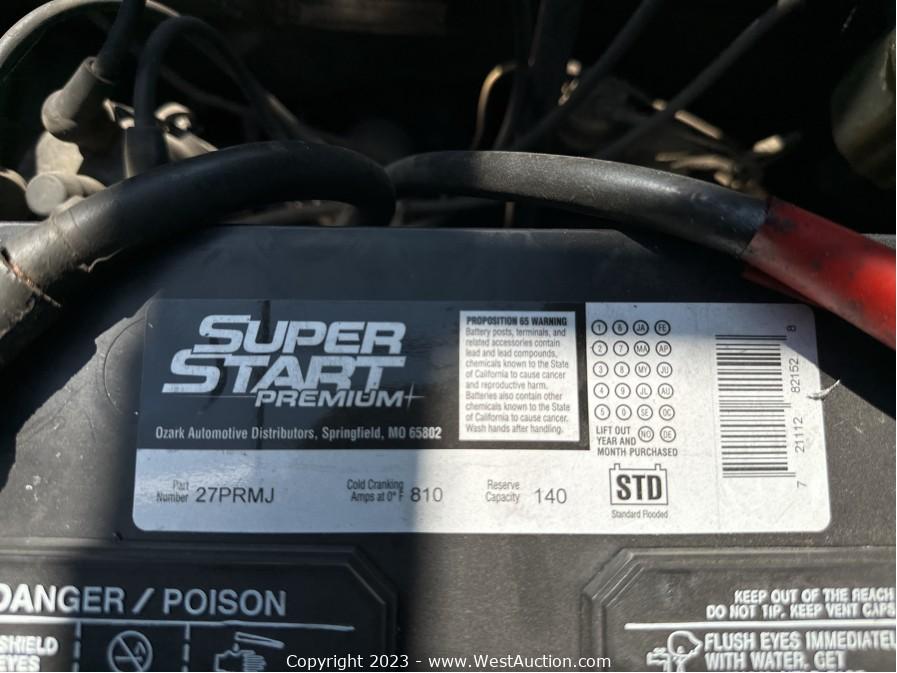 SUPER
START
PREMIUM
Ozark Automotive Distributors, Springfield, MO 65802
PROPOSITION 65 WARNING
Battery posts, terminals, and
related accessories contain
lead and lead compounds,
chemicals known to the State
of California to cause cancer
and reproductive harm.
Batteries also contain other
chemicals known to the State
of California to cause cancer.
Wash hands after handling.
1 6 JA FE
2 7 MA AP
3 8 MY JU
4 9 JL AU
5 0 SE OC
LIFT OUT
YEAR AND NO DE
MONTH PURCHASED
7 21112 82152 8
Part
Number 27PRMJ
Cold Cranking
Amps at 0° F 810
Reserve
Capacity 140
STD
Standard Flooded
DANGER / POISON
SHIELD
EYES
KEEP OUT OF THE REACH
DO NOT TIP. KEEP VENT CAPS
FLUSH EYES IMMEDIATEL
WITH WATER. GET
Copyright 2023 - www.WestAuction.com